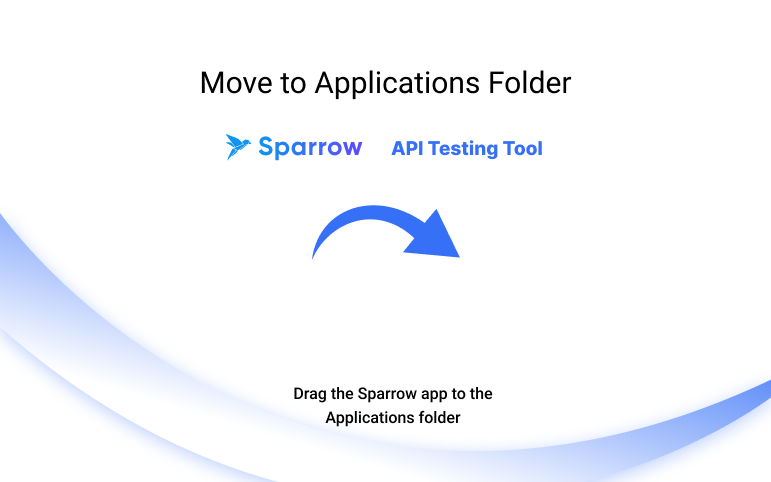 Move to Applications Folder
Sparrow API Testing Tool
Drag the Sparrow app to the
Applications folder